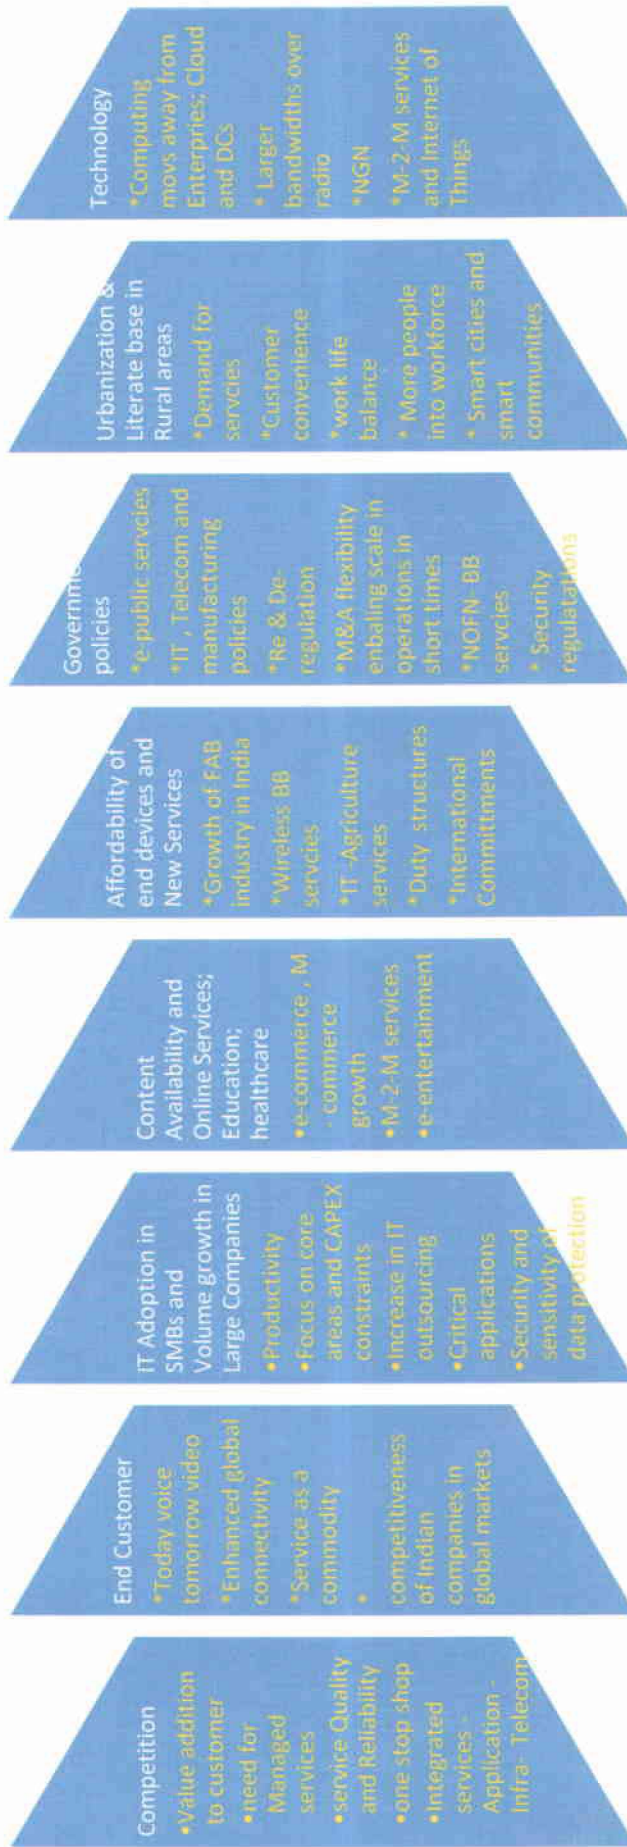 Competition
•Value addition
to customer
•need for
Managed
services
•service Quality
and Reliability
•one stop shop
•Integrated
services -
Application -
Infra- Telecom
End Customer
*Today voice
tomorrow video
*Enhanced global
connectivity
*Service as a
commodity
*
competitiveness
of Indian
companies in
global markets
IT Adoption in
SMBs and
Volume growth in
Large Companies
•Productivity
•Focus on core
areas and CAPEX
constraints
•Increase in IT
outsourcing
•Critical
applications
•Security and
sensitivity of
data protection
Content
Availability and
Online Services;
Education;
healthcare
•e-commerce , M
- commerce
growth
•M-2-M services
•e-entertainment
Affordability of
end devices and
New Services
*Growth of FAB
industry in India
*Wireless BB
servcies
*IT -Agriculture
services
*Duty structures
*International
Committments
Governme
policies
*e-public servcies
*IT , Telecom and
manufacturing
policies
*Re & De-
regulation
*M&A flexibility
enbaling scale in
operations in
short times
*NOFN- BB
servcies
* Security
regulatations
Urbanization &
Literate base in
Rural areas
*Demand for
servcies
*Customer
convenience
*work life
balance
* More people
into workforce
* Smart cities and
smart
communities
Technology
*Computing
movs away from
Enterpries; Cloud
and DCs
* Larger
bandwidths over
radio
*NGN
*M-2-M services
and Internet of
Things